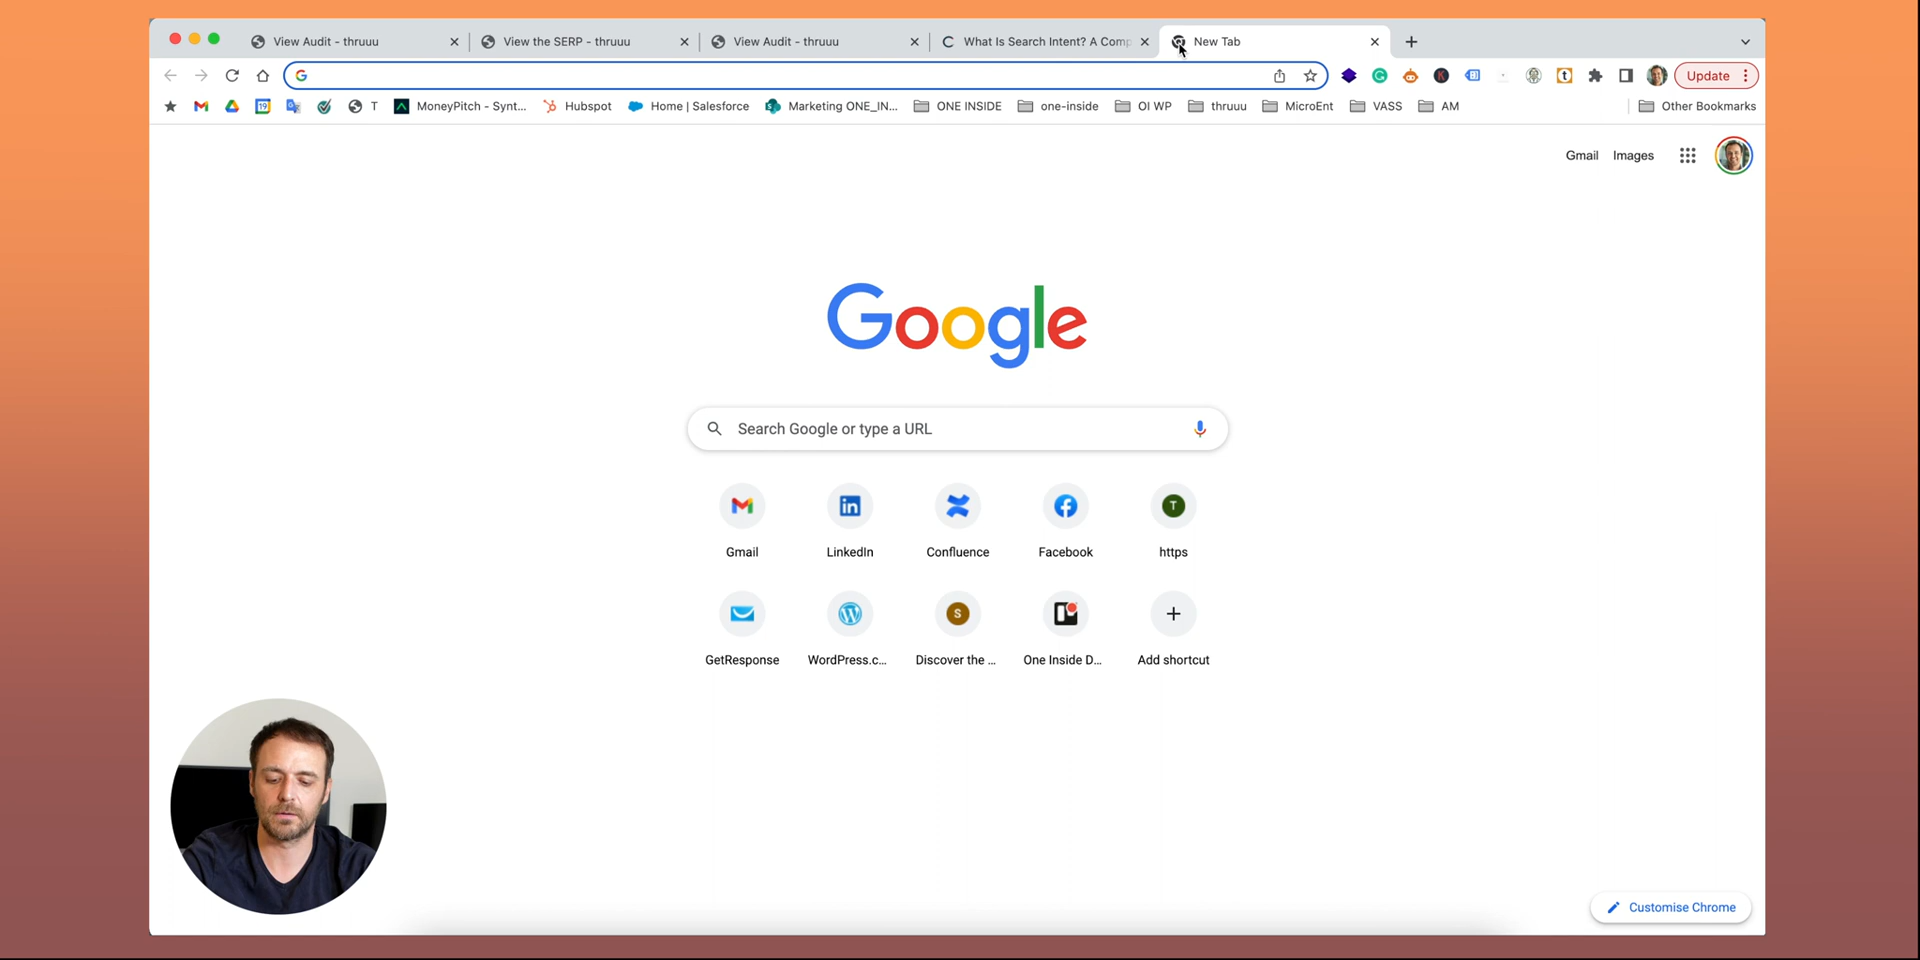 View Audit - thruuu
View the SERP - thruuu
View Audit - thruuu
What Is Search Intent? A Comp
New Tab
Update
19
T
MoneyPitch - Synt...
Hubspot
Home | Salesforce
Marketing ONE_IN...
ONE INSIDE
one-inside
OI WP
thruuu
MicroEnt
VASS
AM
Other Bookmarks
Gmail
Images
Google
Search Google or type a URL
Gmail
LinkedIn
Confluence
Facebook
T
https
GetResponse
WordPress.c...
S
Discover the ...
One Inside D...
Add shortcut
Customise Chrome